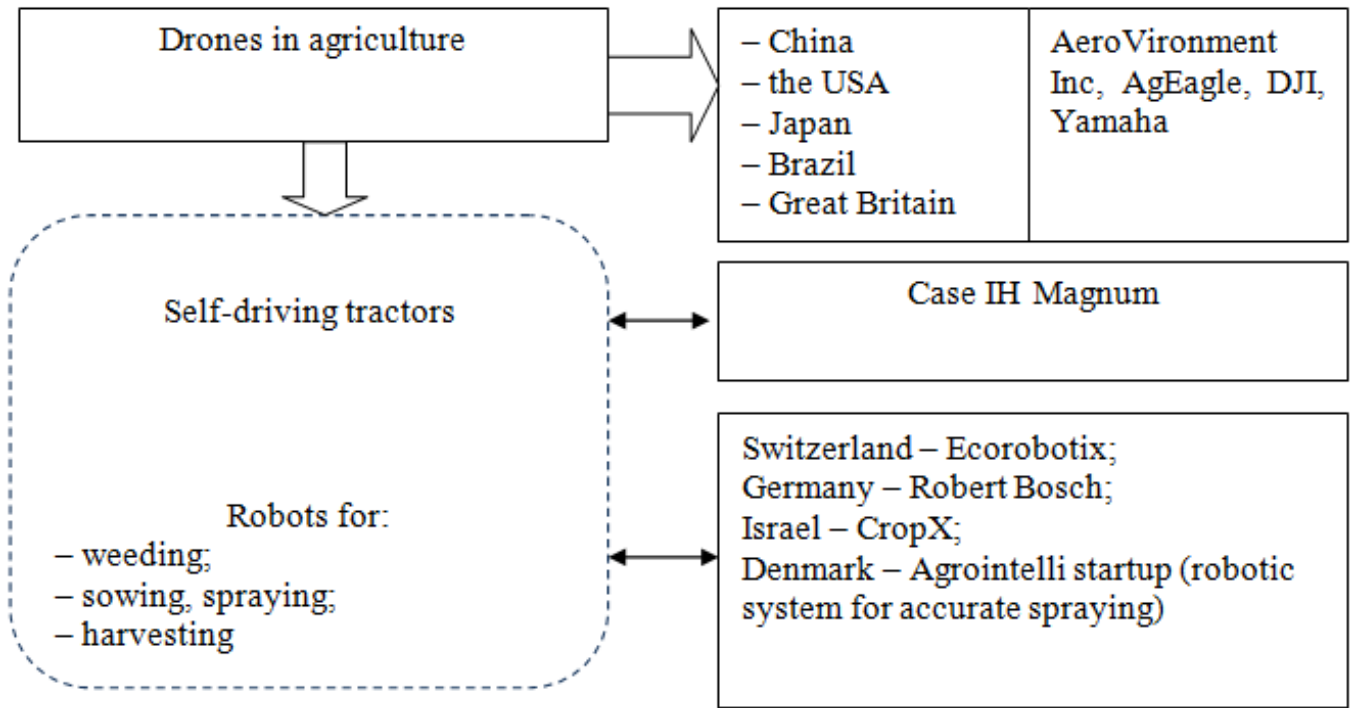 Drones in agriculture
– China
– the USA
– Japan
– Brazil
– Great Britain
AeroVironment
Inc, AgEagle, DJI,
Yamaha
Self-driving tractors
Case IH Magnum
Robots for:
– weeding;
– sowing, spraying;
– harvesting
Switzerland – Ecorobotix;
Germany – Robert Bosch;
Israel – CropX;
Denmark – Agrointelli startup (robotic
system for accurate spraying)